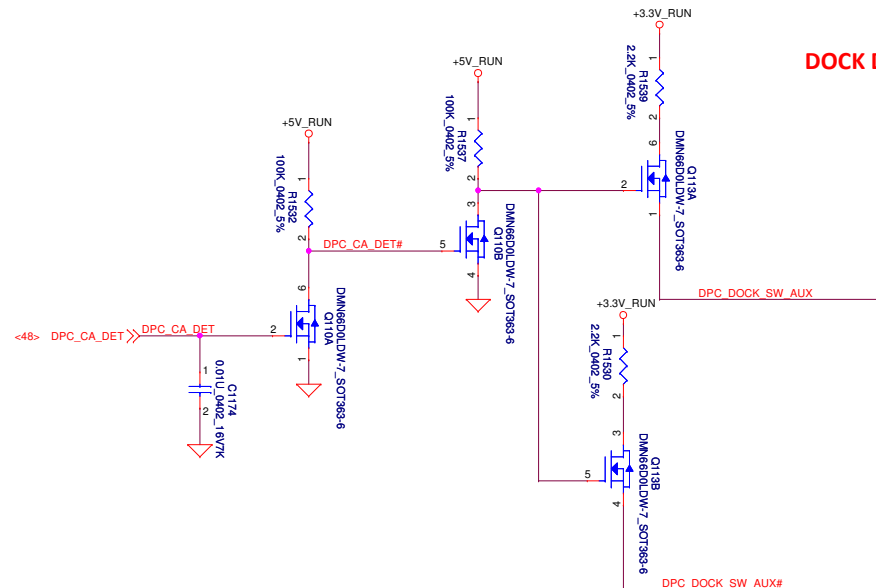 +3.3V_RUN
DOCK D
1
2.2K_0402_5%
R1539
2
+5V_RUN
1
100K_0402_5%
R1537
2
6
DMN66D0LDW-7_SOT363-6
Q113A
2
1
+5V_RUN
1
100K_0402_5%
R1532
2
3
DMN66D0LDW-7_SOT363-6
Q110B
5
4
DPC_CA_DET#
DPC_DOCK_SW_AUX
6
DMN66D0LDW-7_SOT363-6
Q110A
2
1
+3.3V_RUN
1
2.2K_0402_5%
R1530
2
<48> DPC_CA_DET
DPC_CA_DET
1
C1174
0.01U_0402_16V7K
2
3
DMN66D0LDW-7_SOT363-6
Q113B
5
4
DPC_DOCK_SW_AUX#